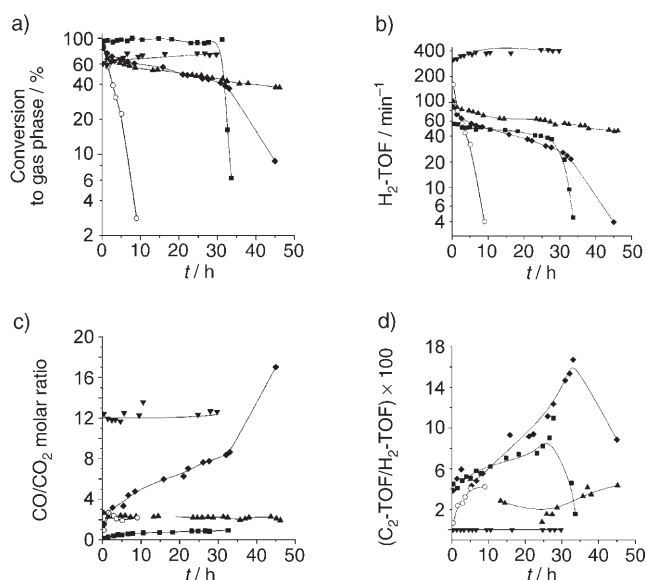 a)
100
80
60
40
20
10
8
6
4
2
Conversion
to gas phase / %
0 10 20 30 40 50
t / h
b)
400
200
100
80
60
40
20
10
8
6
4
H₂-TOF / min⁻¹
0 10 20 30 40 50
t / h
c)
20
16
12
8
4
0
CO/CO₂ molar ratio
0 10 20 30 40 50
t / h
d)
18
14
10
6
2
(C₂-TOF/H₂-TOF) × 100
0 10 20 30 40 50
t / h